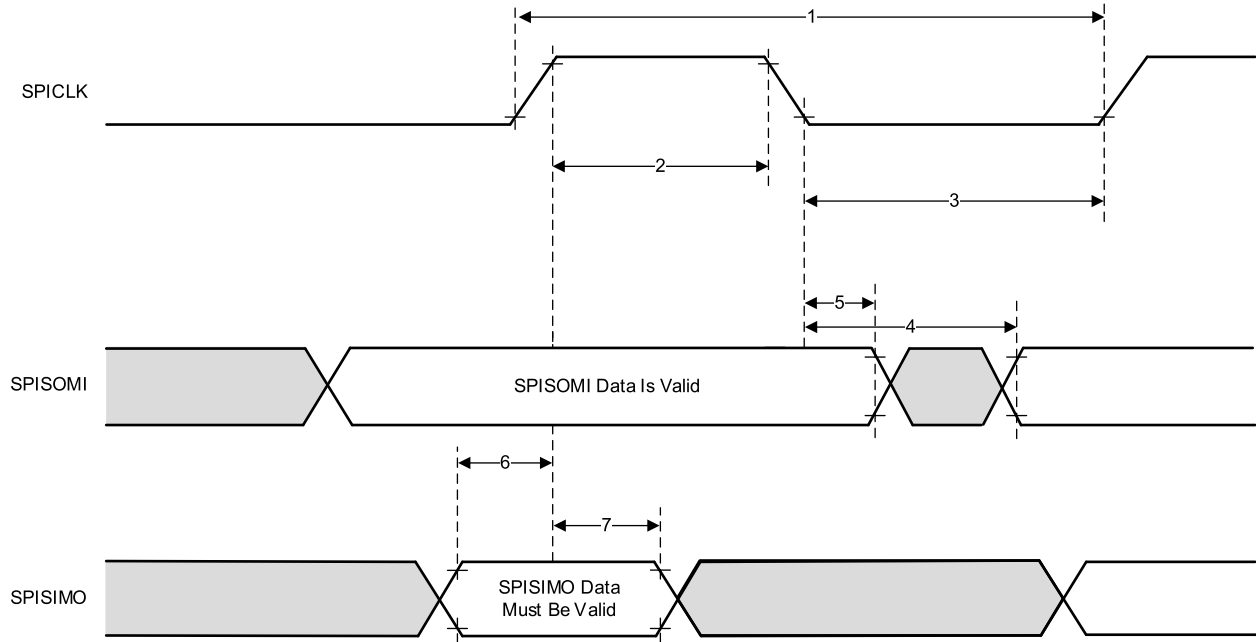 1
SPICLK
2
3
5
4
SPISOMI
SPISOMI Data Is Valid
6
7
SPISIMO
SPISIMO Data
Must Be Valid